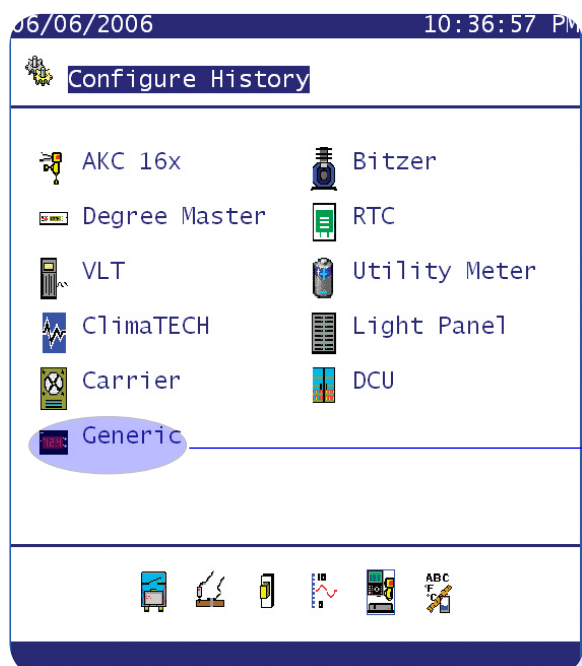 06/06/2006 10:36:57 PM
Configure History
AKC 16x Bitzer
Degree Master RTC
VLT Utility Meter
ClimaTECH Light Panel
Carrier DCU
Generic
ABC
°F
°C